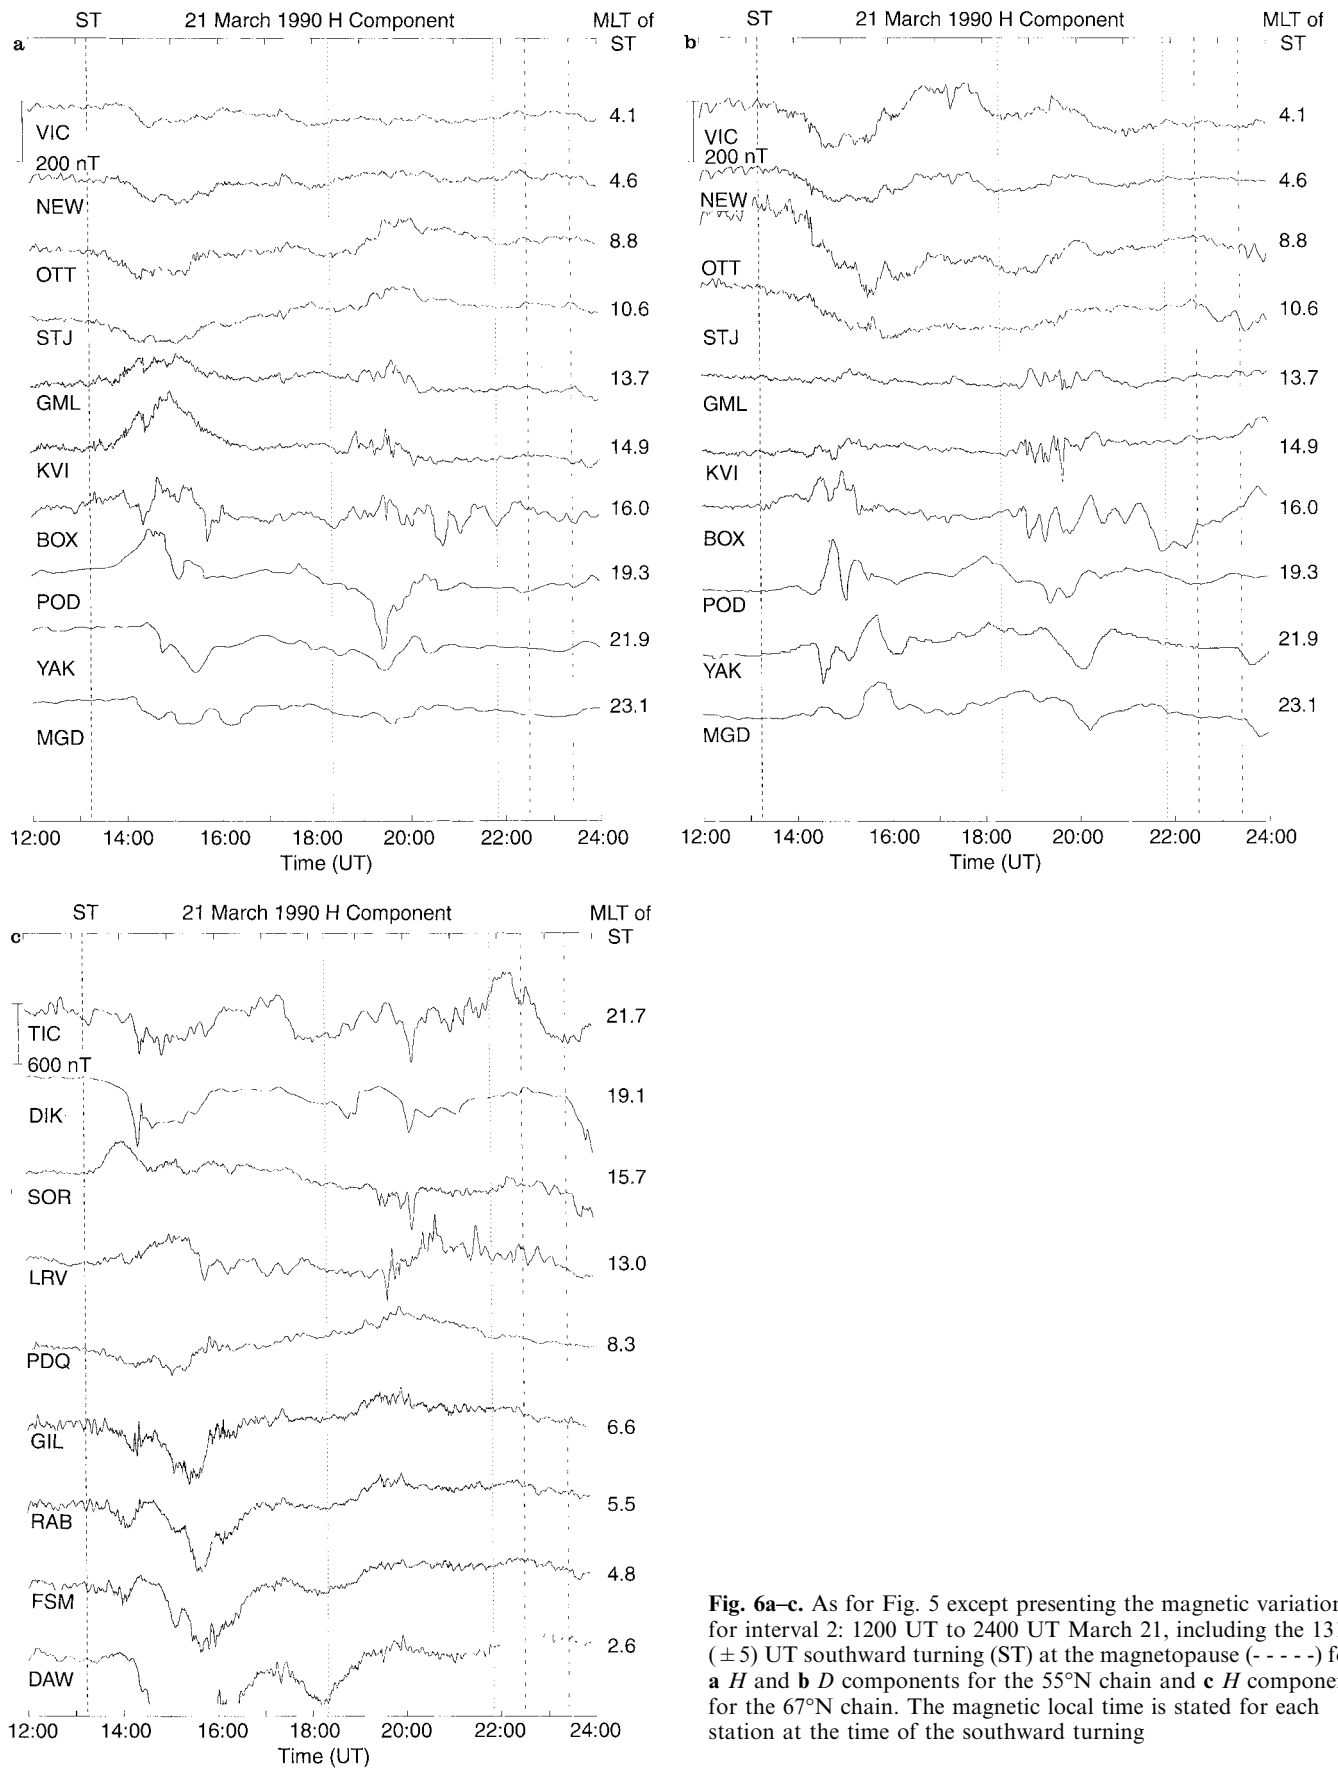 ST 21 March 1990 H Component MLT of
a ST
VIC 4.1
200 nT
NEW 4.6
OTT 8.8
STJ 10.6
GML 13.7
KVI 14.9
BOX 16.0
POD 19.3
YAK 21.9
MGD 23.1
12:00 14:00 16:00 18:00 20:00 22:00 24:00
Time (UT)
ST 21 March 1990 H Component MLT of
b ST
VIC 4.1
200 nT
NEW 4.6
OTT 8.8
STJ 10.6
GML 13.7
KVI 14.9
BOX 16.0
POD 19.3
YAK 21.9
MGD 23.1
12:00 14:00 16:00 18:00 20:00 22:00 24:00
Time (UT)
ST 21 March 1990 H Component MLT of
c ST
TIC 21.7
600 nT
DIK 19.1
SOR 15.7
LRV 13.0
PDQ 8.3
GIL 6.6
RAB 5.5
FSM 4.8
DAW 2.6
12:00 14:00 16:00 18:00 20:00 22:00 24:00
Time (UT)
Fig. 6a–c. As for Fig. 5 except presenting the magnetic variation
for interval 2: 1200 UT to 2400 UT March 21, including the
(±5) UT southward turning (ST) at the magnetopause (- - - - -)
a H and b D components for the 55°N chain and c H
for the 67°N chain. The magnetic local time is stated for each
station at the time of the southward turning